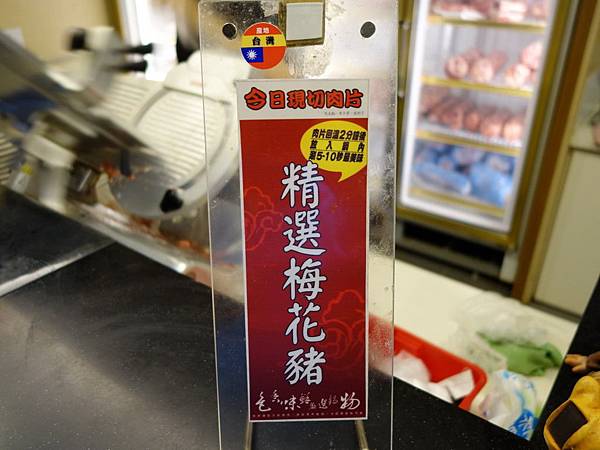 產地
台灣
今日現切肉片
肉片回溫2分鐘後
放入鍋內
涮5-10秒最美味
精選梅花豬